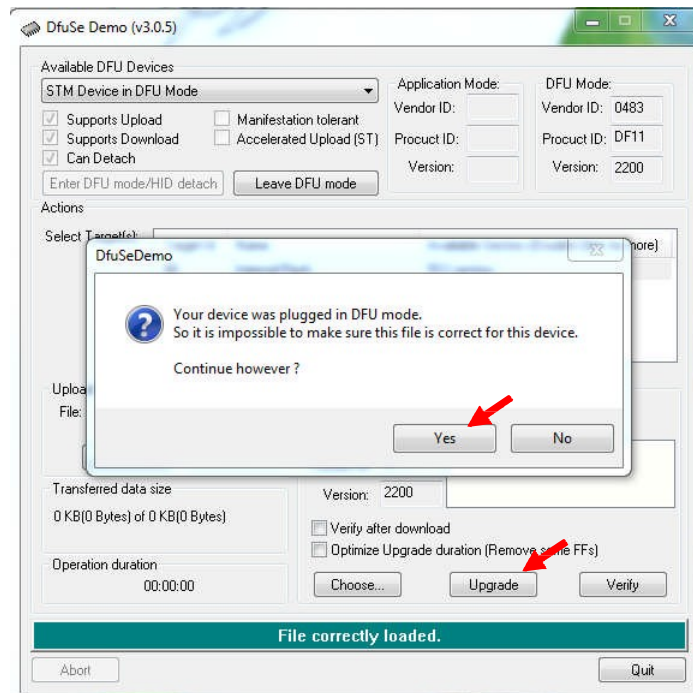 DfuSe Demo (v3.0.5)
Available DFU Devices
STM Device in DFU Mode
Supports Upload
Manifestation tolerant
Supports Download
Accelerated Upload (ST)
Can Detach
Enter DFU mode/HID detach
Leave DFU mode
Application Mode:
Vendor ID:
Procuct ID:
Version:
DFU Mode:
Vendor ID: 0483
Procuct ID: DF11
Version: 2200
Actions
Select Target(s):
more)
DfuSeDemo
Your device was plugged in DFU mode.
So it is impossible to make sure this file is correct for this device.
Continue however ?
Yes
No
Uploa
File:
Transferred data size
0 KB(0 Bytes) of 0 KB(0 Bytes)
Operation duration
00:00:00
Version: 2200
Verify after download
Optimize Upgrade duration (Remove some FFs)
Choose...
Upgrade
Verify
File correctly loaded.
Abort
Quit